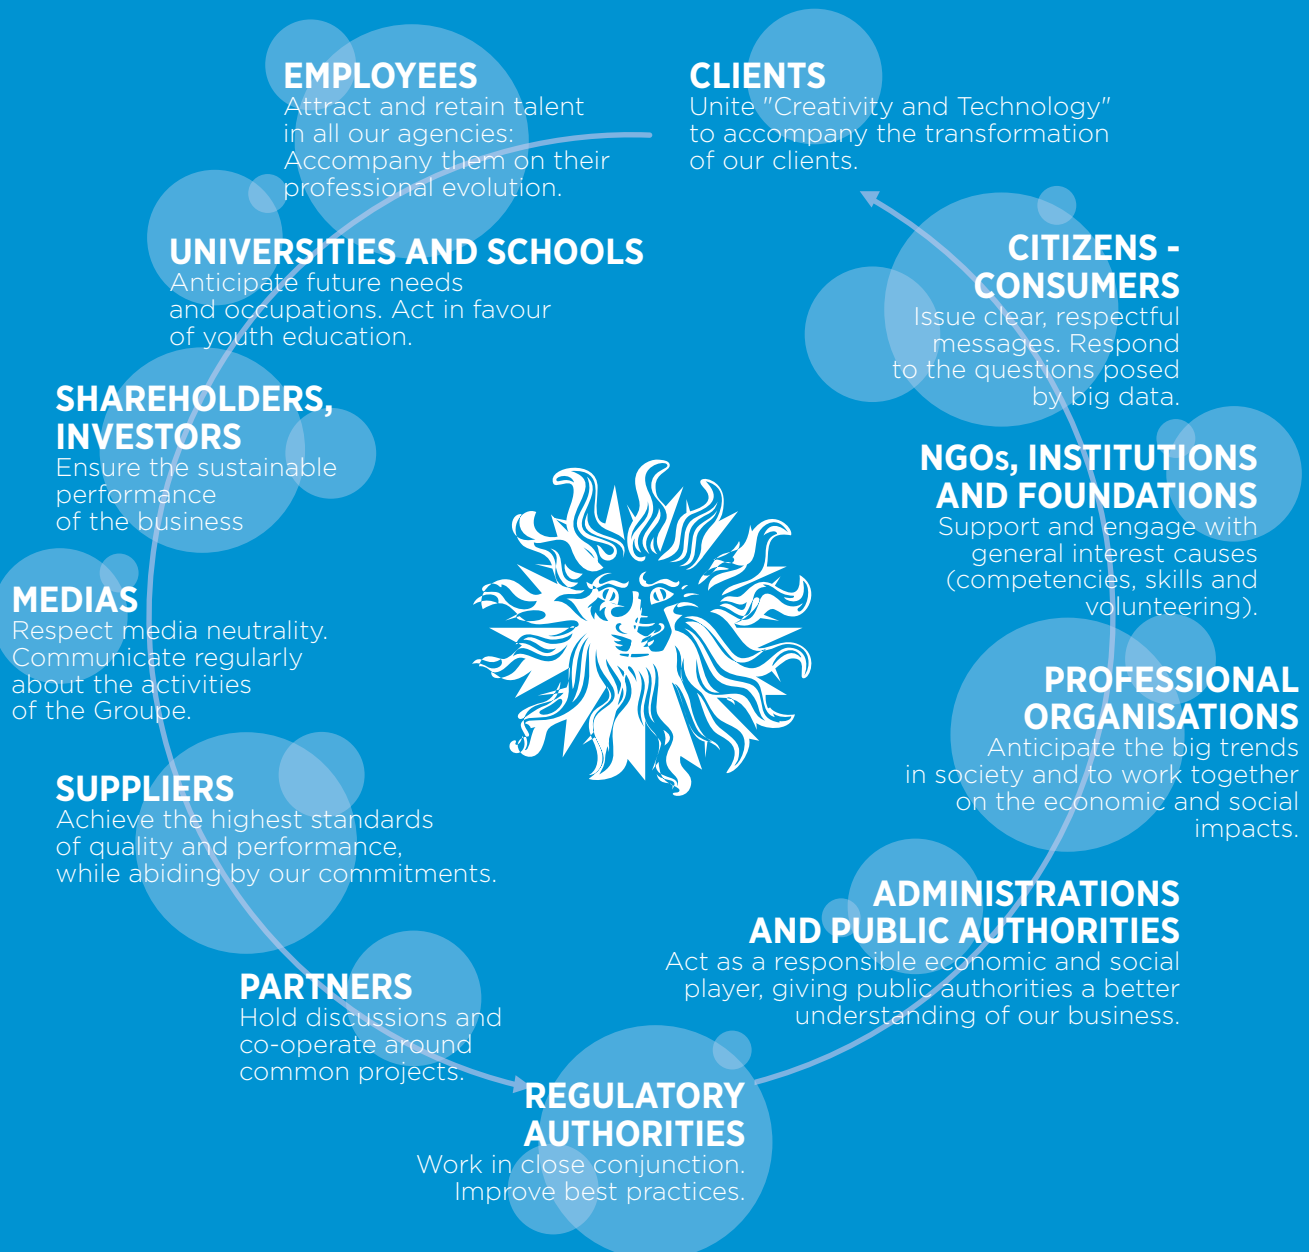 EMPLOYEES
Attract and retain talent
in all our agencies:
Accompany them on their
professional evolution.
CLIENTS
Unite "Creativity and Technology"
to accompany the transformation
of our clients.
UNIVERSITIES AND SCHOOLS
Anticipate future needs
and occupations. Act in favour
of youth education.
CITIZENS -
CONSUMERS
Issue clear, respectful
messages. Respond
to the questions posed
by big data.
SHAREHOLDERS,
INVESTORS
Ensure the sustainable
performance
of the business
NGOs, INSTITUTIONS
AND FOUNDATIONS
Support and engage with
general interest causes
(competencies, skills and
volunteering).
MEDIAS
Respect media neutrality.
Communicate regularly
about the activities
of the Groupe.
PROFESSIONAL
ORGANISATIONS
Anticipate the big trends
in society and to work together
on the economic and social
impacts.
SUPPLIERS
Achieve the highest standards
of quality and performance,
while abiding by our commitments.
ADMINISTRATIONS
AND PUBLIC AUTHORITIES
Act as a responsible economic and social
player, giving public authorities a better
understanding of our business.
PARTNERS
Hold discussions and
co-operate around
common projects.
REGULATORY
AUTHORITIES
Work in close conjunction.
Improve best practices.